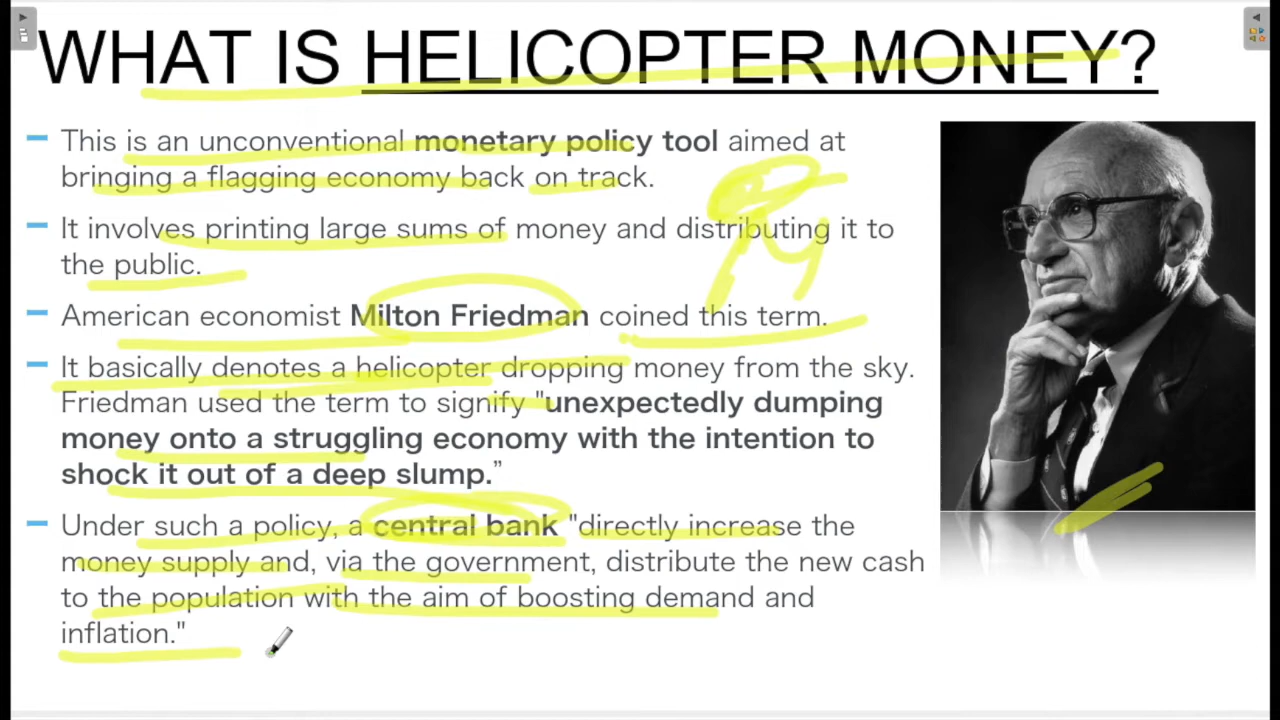 WHAT IS HELICOPTER MONEY?
This is an unconventional monetary policy tool aimed at
bringing a flagging economy back on track.
It involves printing large sums of money and distributing it to
the public.
American economist Milton Friedman coined this term.
It basically denotes a helicopter dropping money from the sky.
Friedman used the term to signify "unexpectedly dumping
money onto a struggling economy with the intention to
shock it out of a deep slump.”
Under such a policy, a central bank "directly increase the
money supply and, via the government, distribute the new cash
to the population with the aim of boosting demand and
inflation."